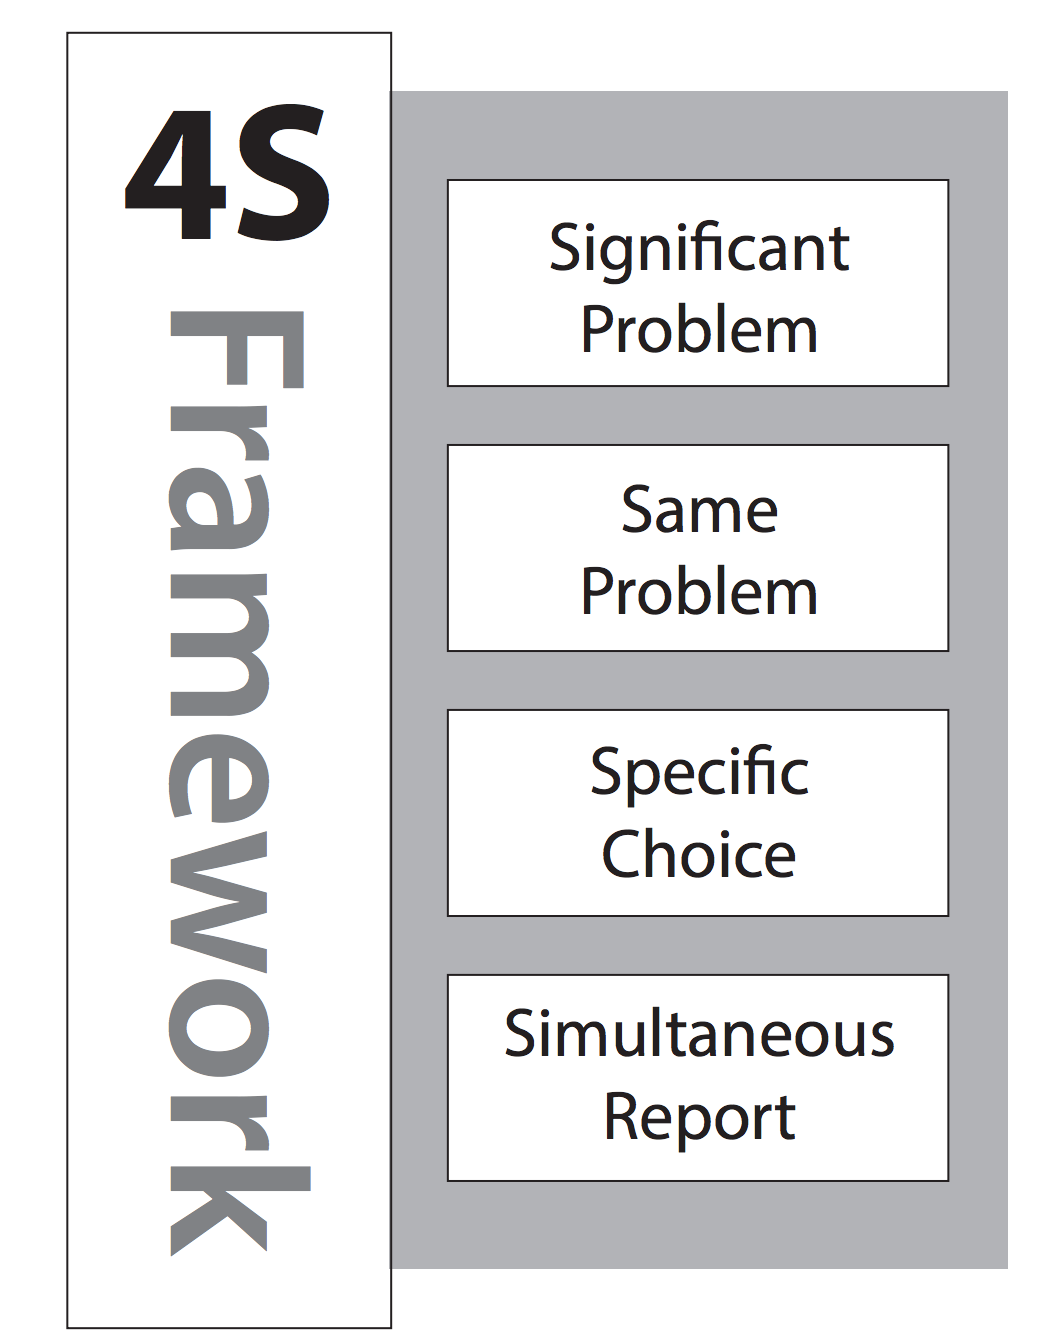 4S
Framework
Significant
Problem
Same
Problem
Specific
Choice
Simultaneous
Report